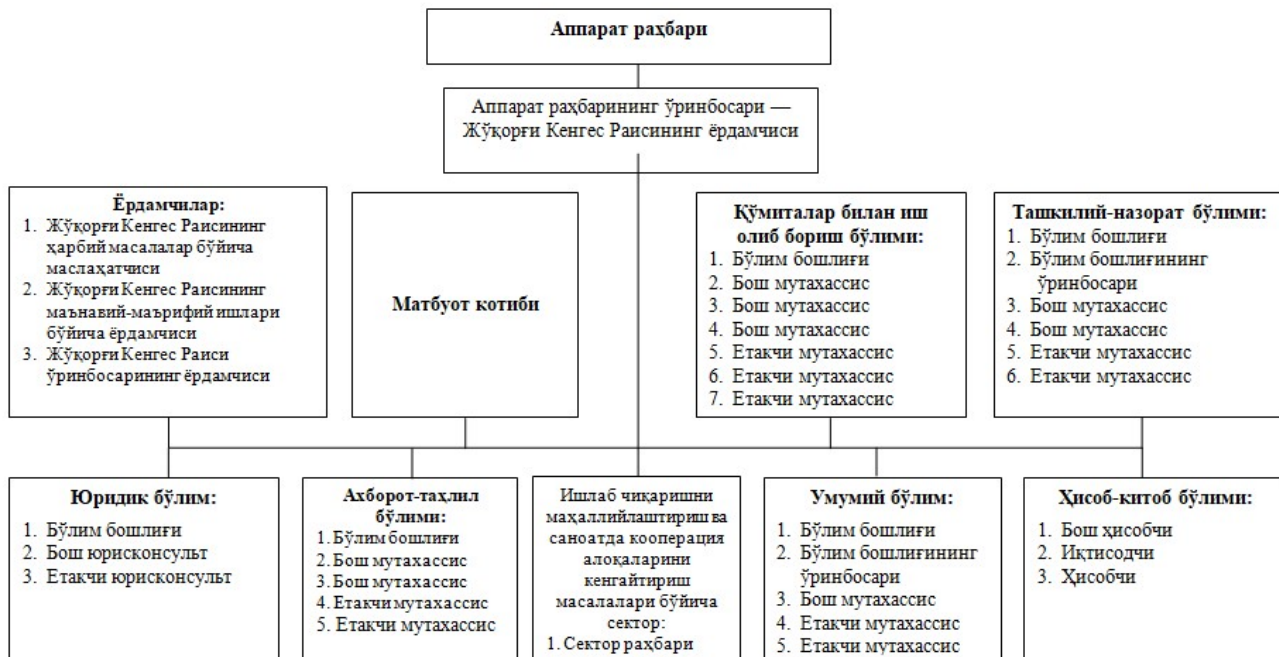 Аппарат раҳбари
Аппарат раҳбарининг ўринбосари —
Жўқорғи Кенгес Раисининг ёрдамчиси
Ёрдамчилар:
1. Жўқорғи Кенгес Раисининг
ҳарбий масалалар бўйича
маслаҳатчиси
2. Жўқорғи Кенгес Раисининг
маънавий-маърифий ишлари
бўйича ёрдамчиси
3. Жўқорғи Кенгес Раиси
ўринбосарининг ёрдамчиси
Матбуот котиби
Қўмиталар билан иш
олиб бориш бўлими:
1. Бўлим бошлиғи
2. Бош мутахассис
3. Бош мутахассис
4. Бош мутахассис
5. Етакчи мутахассис
6. Етакчи мутахассис
7. Етакчи мутахассис
Ташкилий-назорат бўлими:
1. Бўлим бошлиғи
2. Бўлим бошлиғининг
ўринбосари
3. Бош мутахассис
4. Бош мутахассис
5. Етакчи мутахассис
6. Етакчи мутахассис
Юридик бўлим:
1. Бўлим бошлиғи
2. Бош юрисконсульт
3. Етакчи юрисконсульт
Ахборот-таҳлил
бўлими:
1. Бўлим бошлиғи
2. Бош мутахассис
3. Бош мутахассис
4. Етакчи мутахассис
5. Етакчи мутахассис
Ишлаб чиқаришни
маҳаллийлаштириш ва
саноатда кооперация
алоқаларини
кенгайтириш
масалалари бўйича
сектор:
1. Сектор раҳбари
Умумий бўлим:
1. Бўлим бошлиғи
2. Бўлим бошлиғининг
ўринбосари
3. Бош мутахассис
4. Етакчи мутахассис
5. Етакчи мутахассис
Ҳисоб-китоб бўлими:
1. Бош ҳисобчи
2. Иқтисодчи
3. Ҳисобчи